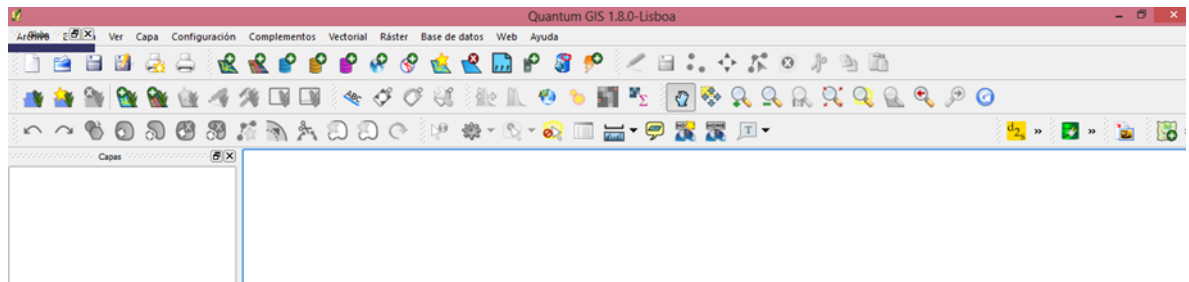 Quantum GIS 1.8.0-Lisboa
Ver Capa Configuración Complementos Vectorial Ráster Base de datos Web Ayuda
Capas